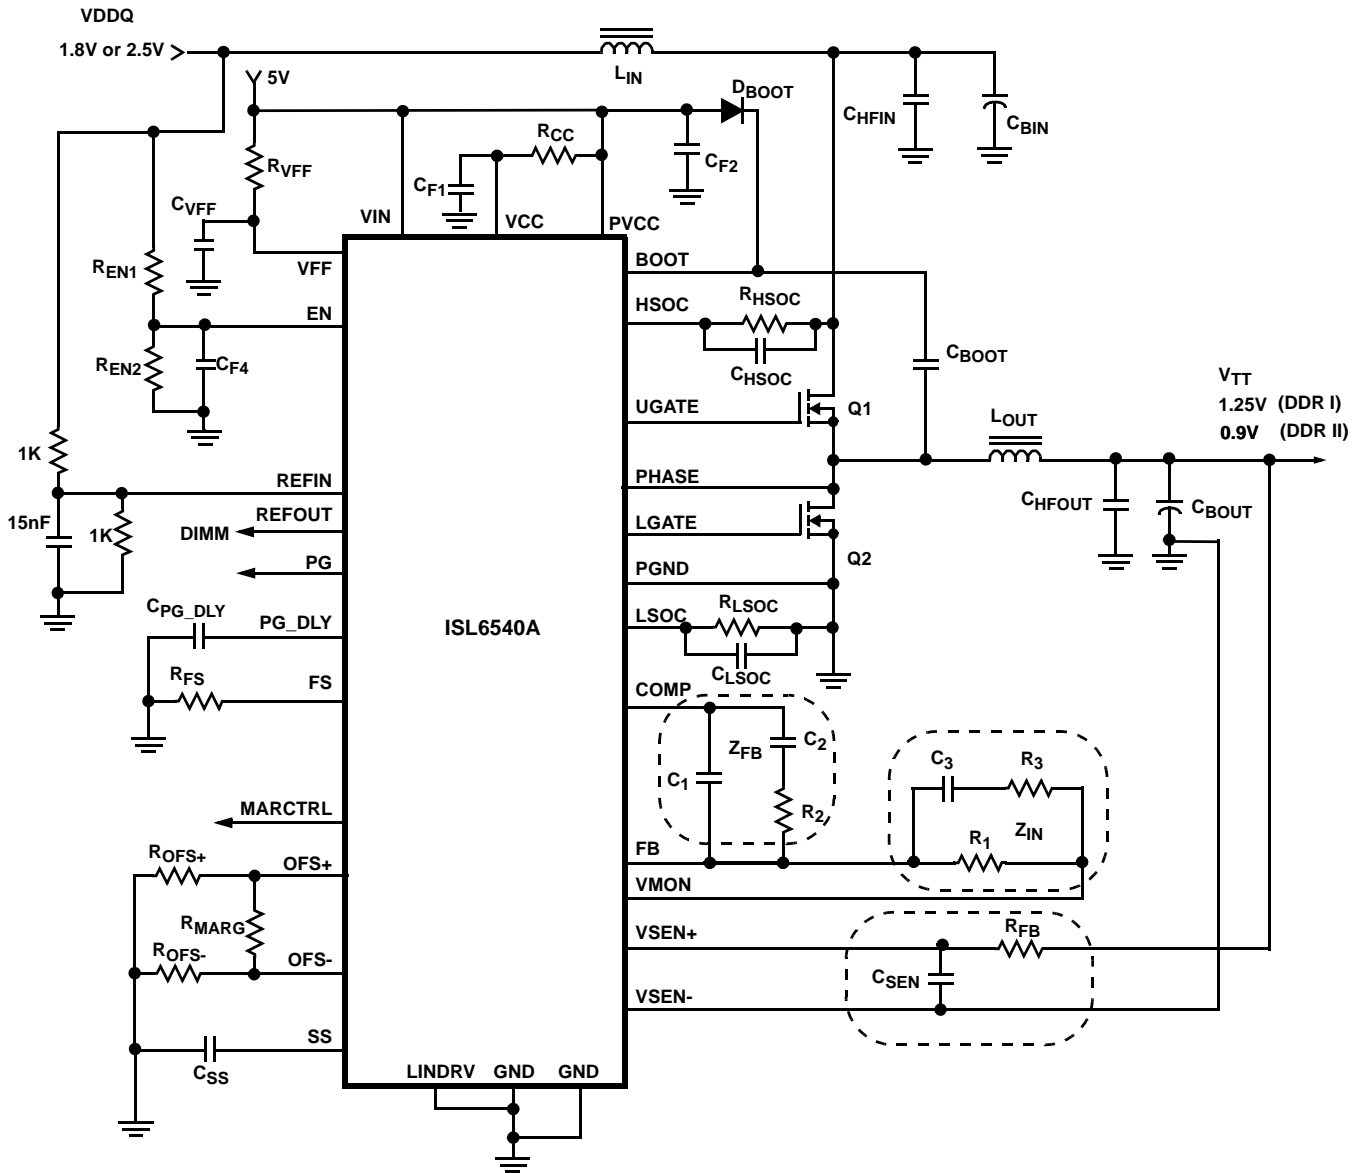 VDDQ
1.8V or 2.5V
5V
LIN
DBOOT
CHFIN
CBIN
RCC
RVFF
CF1
CF2
CVFF
VIN
VCC
PVCC
VFF
BOOT
REN1
HSOC
RHSOC
EN
REN2
CF4
CHSOC
CBOOT
VTT
1.25V (DDR I)
0.9V (DDR II)
UGATE
Q1
LOUT
1K
REFIN
PHASE
CHFOUT
CBOUT
15nF
1K
REFOUT
DIMM
LGATE
Q2
PG
PGND
CPG_DLY
PG_DLY
ISL6540A
LSOC
RLSOC
CLSOC
RFS
FS
COMP
ZFB
C2
C1
R2
C3
R3
ZIN
R1
MARCTRL
FB
VMON
ROFS+
OFS+
RMARG
ROFS-
OFS-
VSEN+
RFB
CSEN
VSEN-
SS
CSS
LINDRV
GND
GND